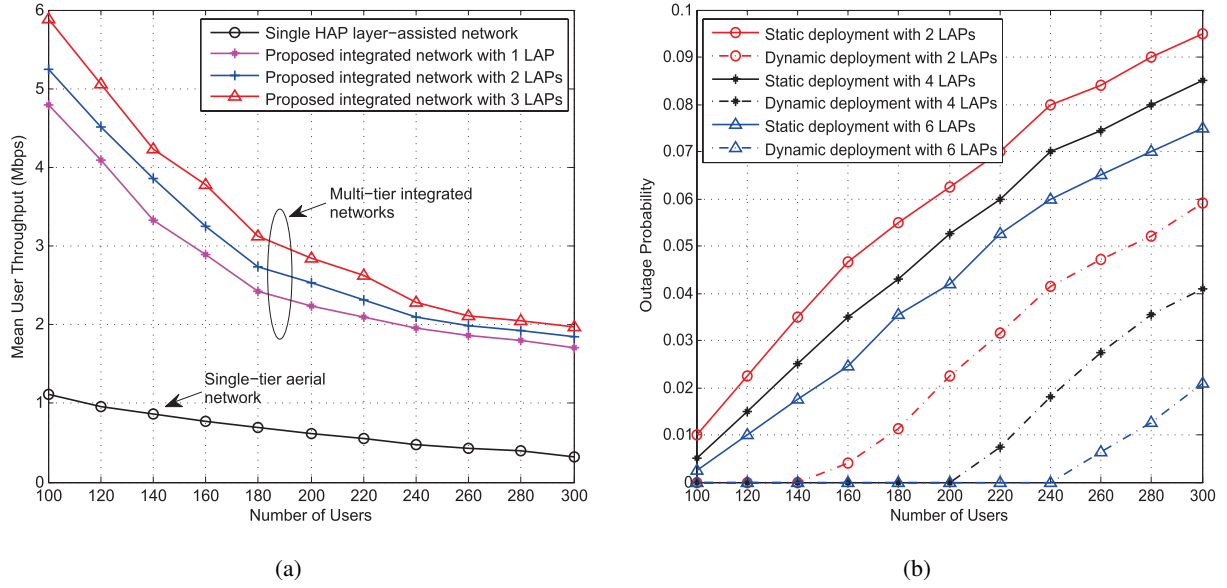 6
5
4
3
2
1
0
Mean User Throughput (Mbps)
Single HAP layer−assisted network
Proposed integrated network with 1 LAP
Proposed integrated network with 2 LAPs
Proposed integrated network with 3 LAPs
Multi−tier integrated
networks
Single−tier aerial
network
100 120 140 160 180 200 220 240 260 280 300
Number of Users
(a)
0.1
0.09
0.08
0.07
0.06
0.05
0.04
0.03
0.02
0.01
0
Outage Probability
Static deployment with 2 LAPs
Dynamic deployment with 2 LAPs
Static deployment with 4 LAPs
Dynamic deployment with 4 LAPs
Static deployment with 6 LAPs
Dynamic deployment with 6 LAPs
100 120 140 160 180 200 220 240 260 280 300
Number of Users
(b)